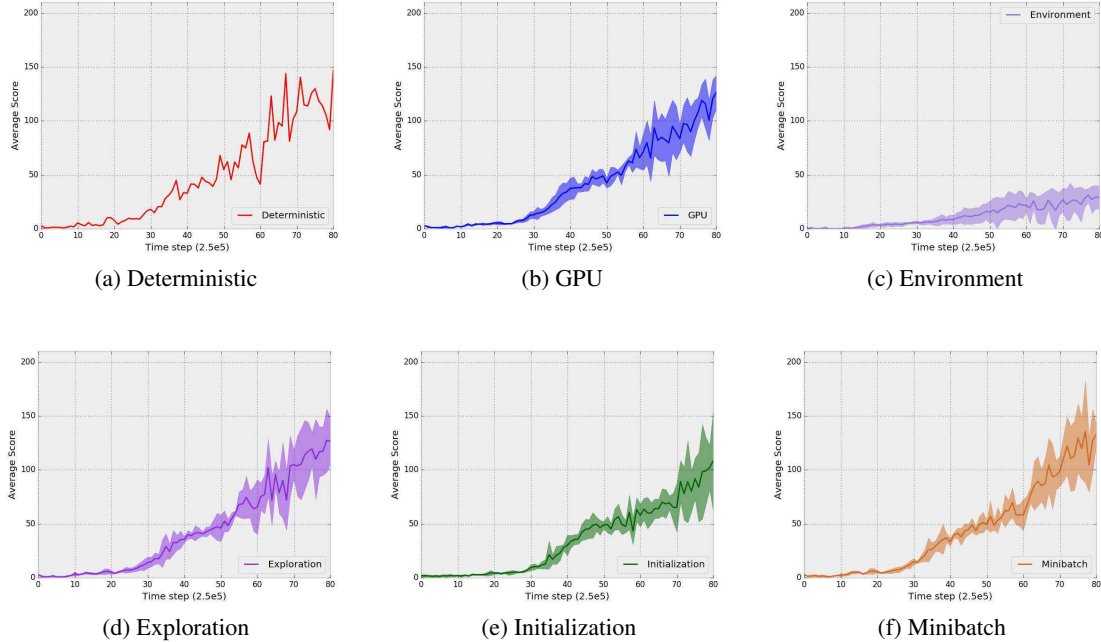 200
150
100
50
0
Average Score
Deterministic
0 10 20 30 40 50 60 70 80
Time step (2.5e5)
(a) Deterministic
200
150
100
50
0
Average Score
GPU
0 10 20 30 40 50 60 70 80
Time step (2.5e5)
(b) GPU
200
150
100
50
0
Average Score
Environment
0 10 20 30 40 50 60 70 80
Time step (2.5e5)
(c) Environment
200
150
100
50
0
Average Score
Exploration
0 10 20 30 40 50 60 70 80
Time step (2.5e5)
(d) Exploration
200
150
100
50
0
Average Score
Initialization
0 10 20 30 40 50 60 70 80
Time step (2.5e5)
(e) Initialization
200
150
100
50
0
Average Score
Minibatch
0 10 20 30 40 50 60 70 80
Time step (2.5e5)
(f) Minibatch